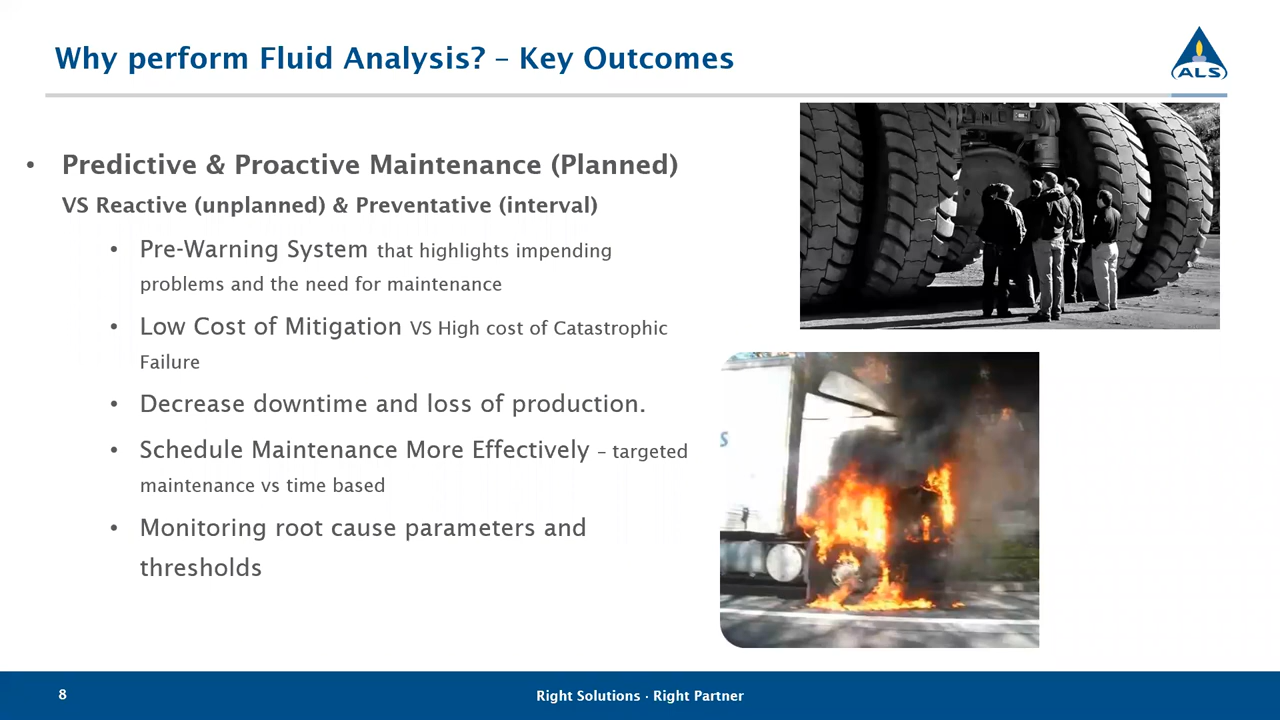 Why perform Fluid Analysis? – Key Outcomes
ALS
• Predictive & Proactive Maintenance (Planned)
VS Reactive (unplanned) & Preventative (interval)
• Pre-Warning System that highlights impending
problems and the need for maintenance
• Low Cost of Mitigation VS High cost of Catastrophic
Failure
• Decrease downtime and loss of production.
• Schedule Maintenance More Effectively – targeted
maintenance vs time based
• Monitoring root cause parameters and
thresholds
S
8
Right Solutions · Right Partner